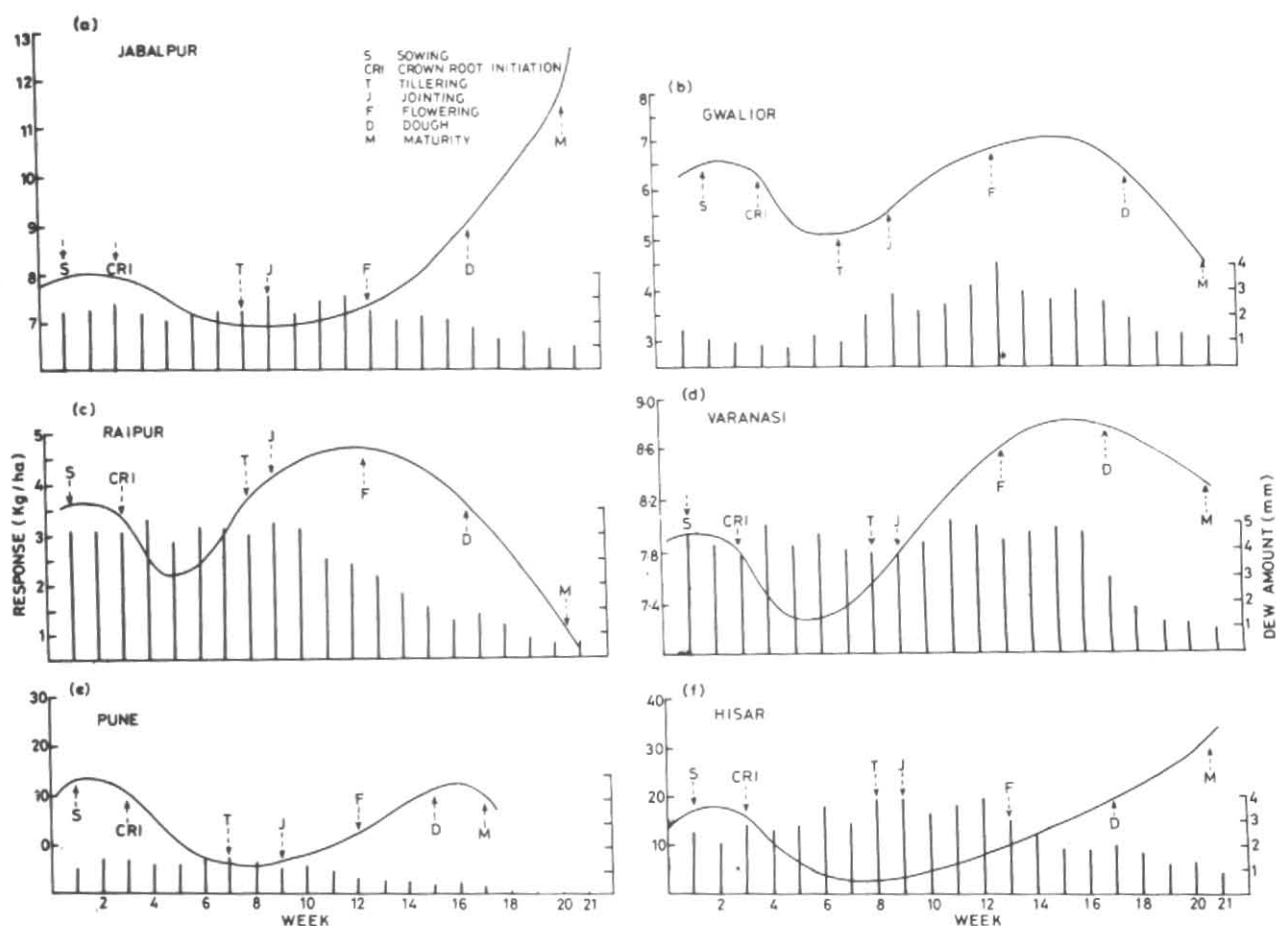 (a)
JABALPUR
S SOWING
CRI CROWN ROOT INITIATION
T TILLERING
J JOINTING
F FLOWERING
D DOUGH
M MATURITY
13
12
11
10
9
8
7
S
CRI
T
J
F
D
M
(b)
GWALIOR
8
7
6
5
4
3
S
CRI
T
J
F
D
M
4
3
2
1
(c)
RAIPUR
5
4
3
2
1
S
CRI
T
J
F
D
M
RESPONSE (Kg/ha)
(d)
VARANASI
9·0
8·6
8·2
7·8
7·4
S
CRI
T
J
F
D
M
5
4
3
2
1
DEW AMOUNT (mm)
(e)
PUNE
30
20
10
0
S
CRI
T
J
F
D
M
2 4 6 8 10 12 14 16 18 20 21
WEEK
(f)
HISAR
40
30
20
10
S
CRI
T
J
F
D
M
4
3
2
1
2 4 6 8 10 12 14 16 18 20 21
WEEK